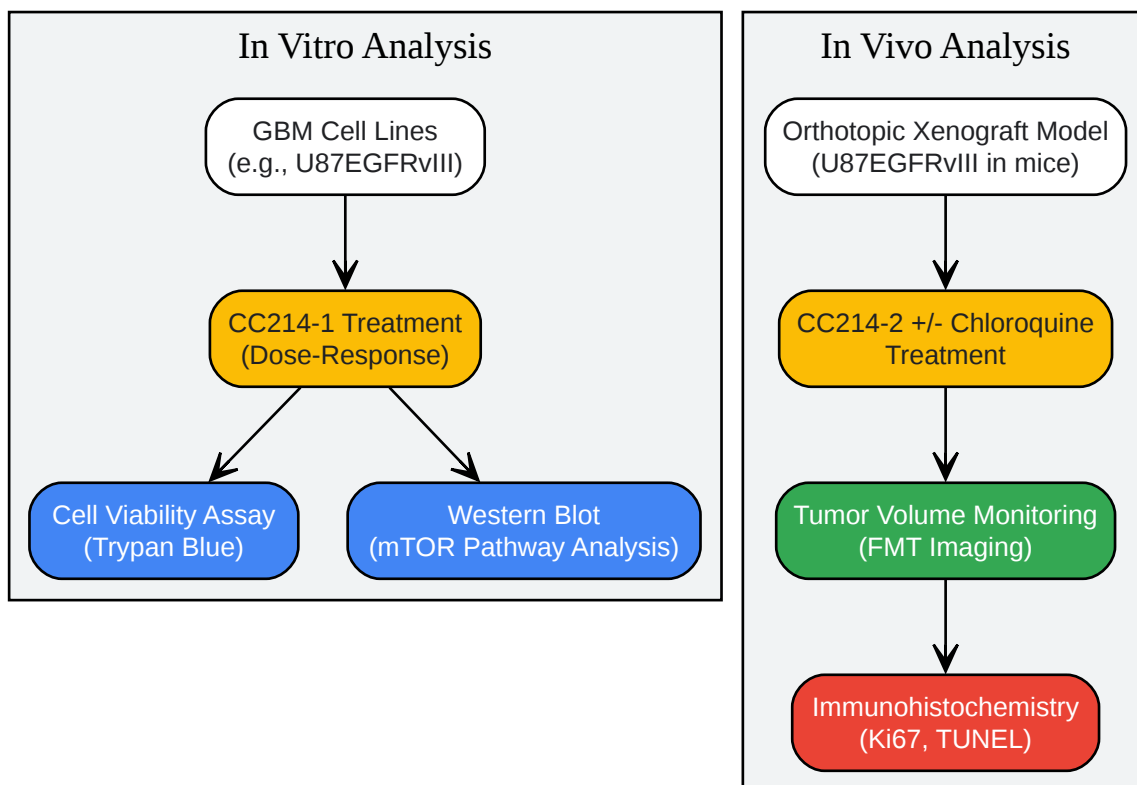 In Vitro Analysis
GBM Cell Lines
(e.g., U87EGFRvIII)
CC214-1 Treatment
(Dose-Response)
Cell Viability Assay
(Trypan Blue)
Western Blot
(mTOR Pathway Analysis)
In Vivo Analysis
Orthotopic Xenograft Model
(U87EGFRvIII in mice)
CC214-2 +/- Chloroquine
Treatment
Tumor Volume Monitoring
(FMT Imaging)
Immunohistochemistry
(Ki67, TUNEL)